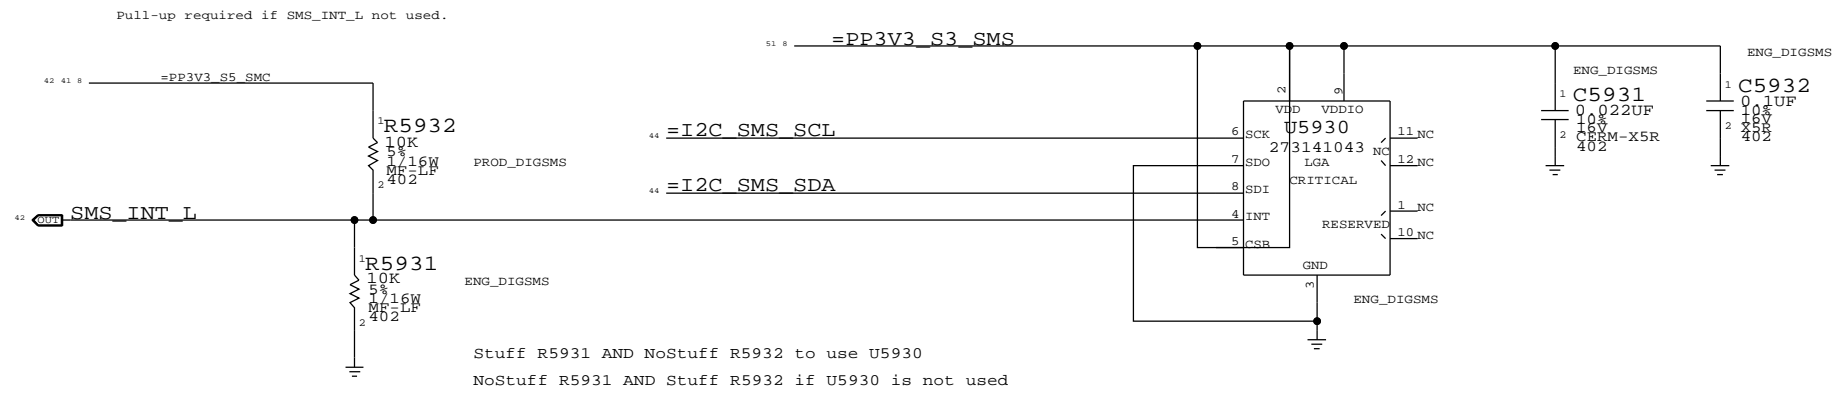 Pull-up required if SMS_INT_L not used.
51 8 =PP3V3_S3_SMS
ENG_DIGSMS
ENG_DIGSMS
42 41 8 =PP3V3_S5_SMC
1 C5932
0.1UF
10%
16V
X5R
402
2
1 C5931
0.022UF
10%
16V
CERM-X5R
402
2
2 9
VDD VDDIO
1 R5932
10K
5%
1/16W
MF-LF
402
2
PROD_DIGSMS
44 =I2C_SMS_SCL
6 SCK
U5930
273141043
LGA
CRITICAL
11 NC
NC
12 NC
7 SDO
44 =I2C_SMS_SDA
8 SDI
42 OUT SMS_INT_L
4 INT
1 NC
RESERVED
10 NC
5 CSB
GND
3
ENG_DIGSMS
1 R5931
10K
5%
1/16W
MF-LF
402
2
ENG_DIGSMS
Stuff R5931 AND NoStuff R5932 to use U5930
NoStuff R5931 AND Stuff R5932 if U5930 is not used